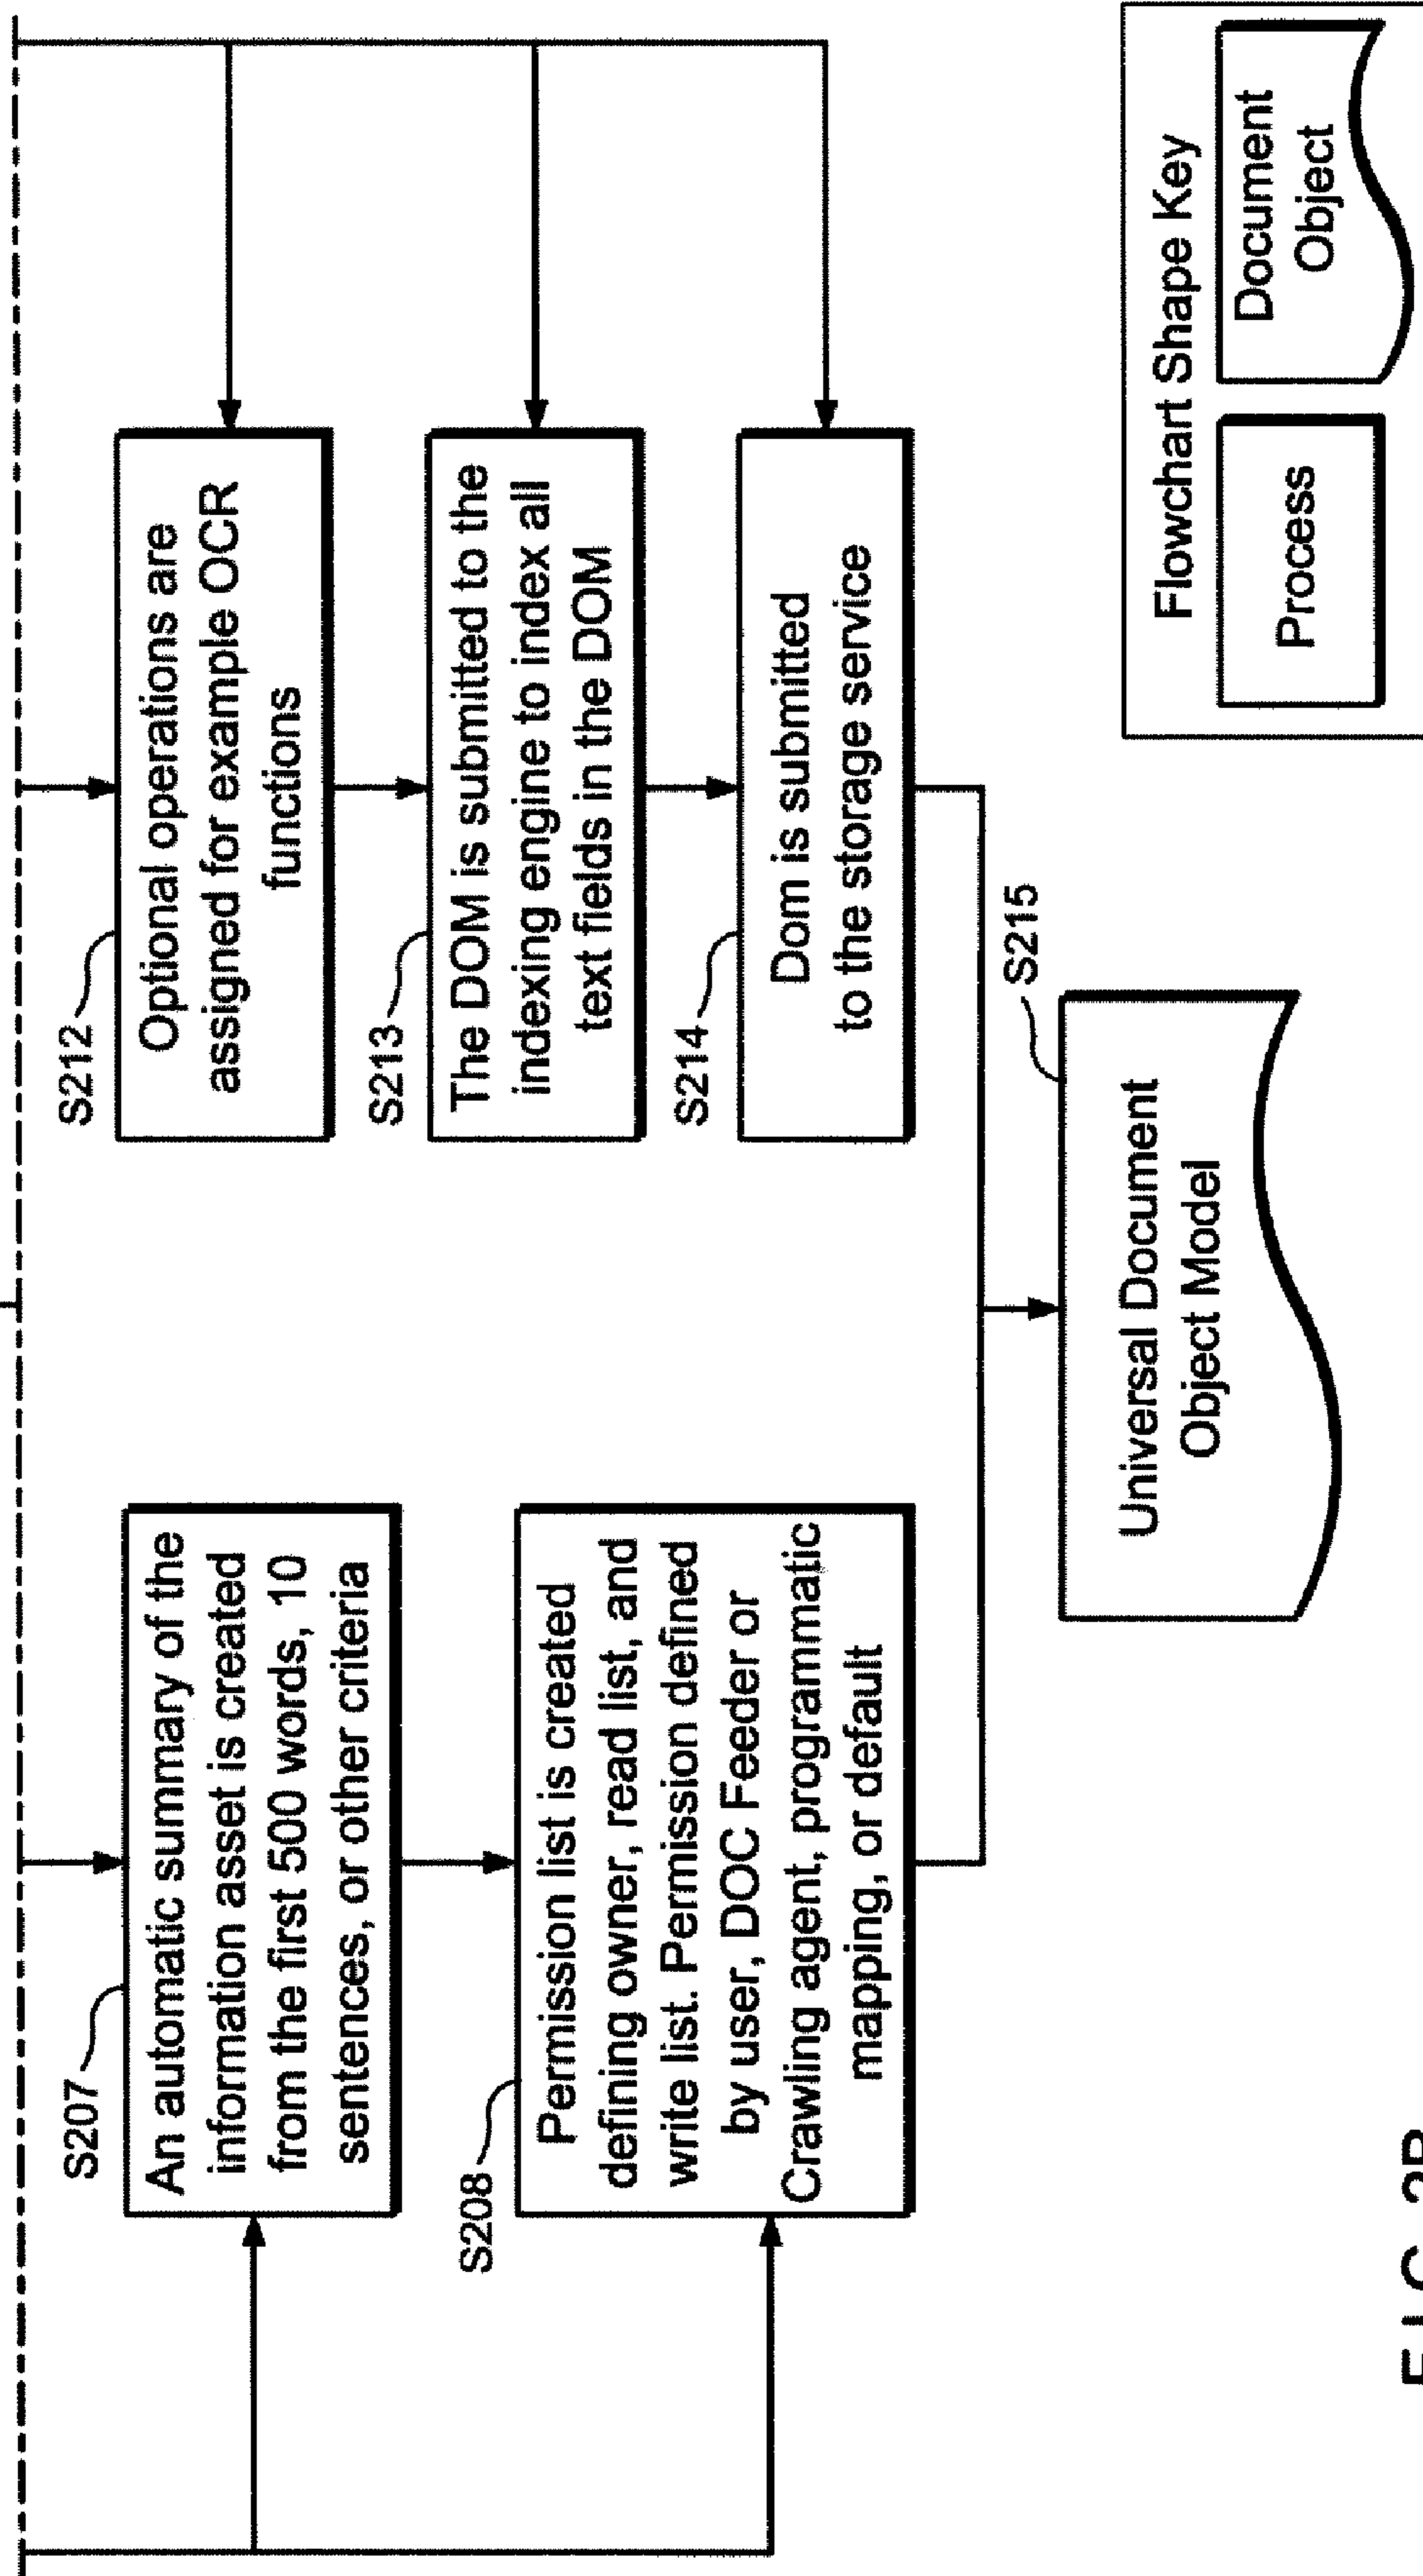 S207
An automatic summary of the
information asset is created
from the first 500 words, 10
sentences, or other criteria
S208
Permission list is created
defining owner, read list, and
write list. Permission defined
by user, DOC Feeder or
Crawling agent, programmatic
mapping, or default
S212
Optional operations are
assigned for example OCR
functions
S213
The DOM is submitted to the
indexing engine to index all
text fields in the DOM
S214
Dom is submitted
to the storage service
S215
Universal Document
Object Model
Flowchart Shape Key
Process
Document
Object